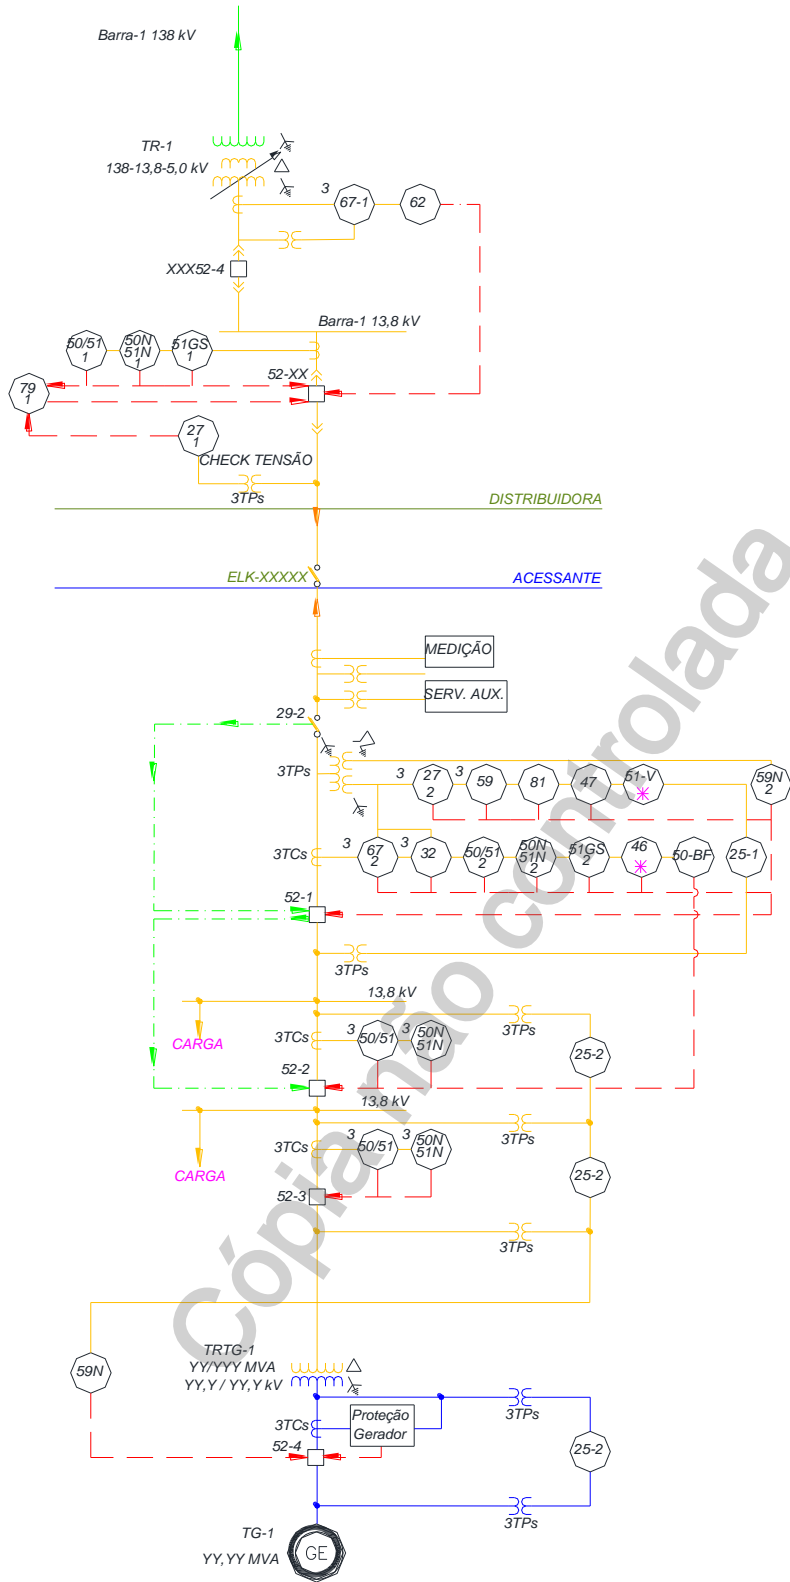 Barra-1 138 kV
TR-1
138-13,8-5,0 kV
3
67-1
62
XXX52-4
Barra-1 13,8 kV
50/51
1
50N
51N
1
51GS
1
52-XX
79
1
27
1
CHECK TENSÃO
3TPs
DISTRIBUIDORA
ELK-XXXXX
ACESSANTE
MEDIÇÃO
SERV. AUX.
29-2
3TPs
3
27
2
3
59
81
47
51-V
59N
2
3TCs
3
67
2
3
32
50/51
2
50N
51N
2
51GS
2
46
50-BF
25-1
52-1
3TPs
13,8 kV
CARGA
3TCs
3
50/51
3
50N
51N
3TPs
25-2
52-2
13,8 kV
CARGA
3TCs
3
50/51
3
50N
51N
3TPs
25-2
52-3
3TPs
59N
TRTG-1
YY/YYY MVA
YY,Y / YY,Y kV
3TCs
Proteção
Gerador
3TPs
52-4
25-2
3TPs
TG-1
YY,YY MVA
GE
Cópia não controlada